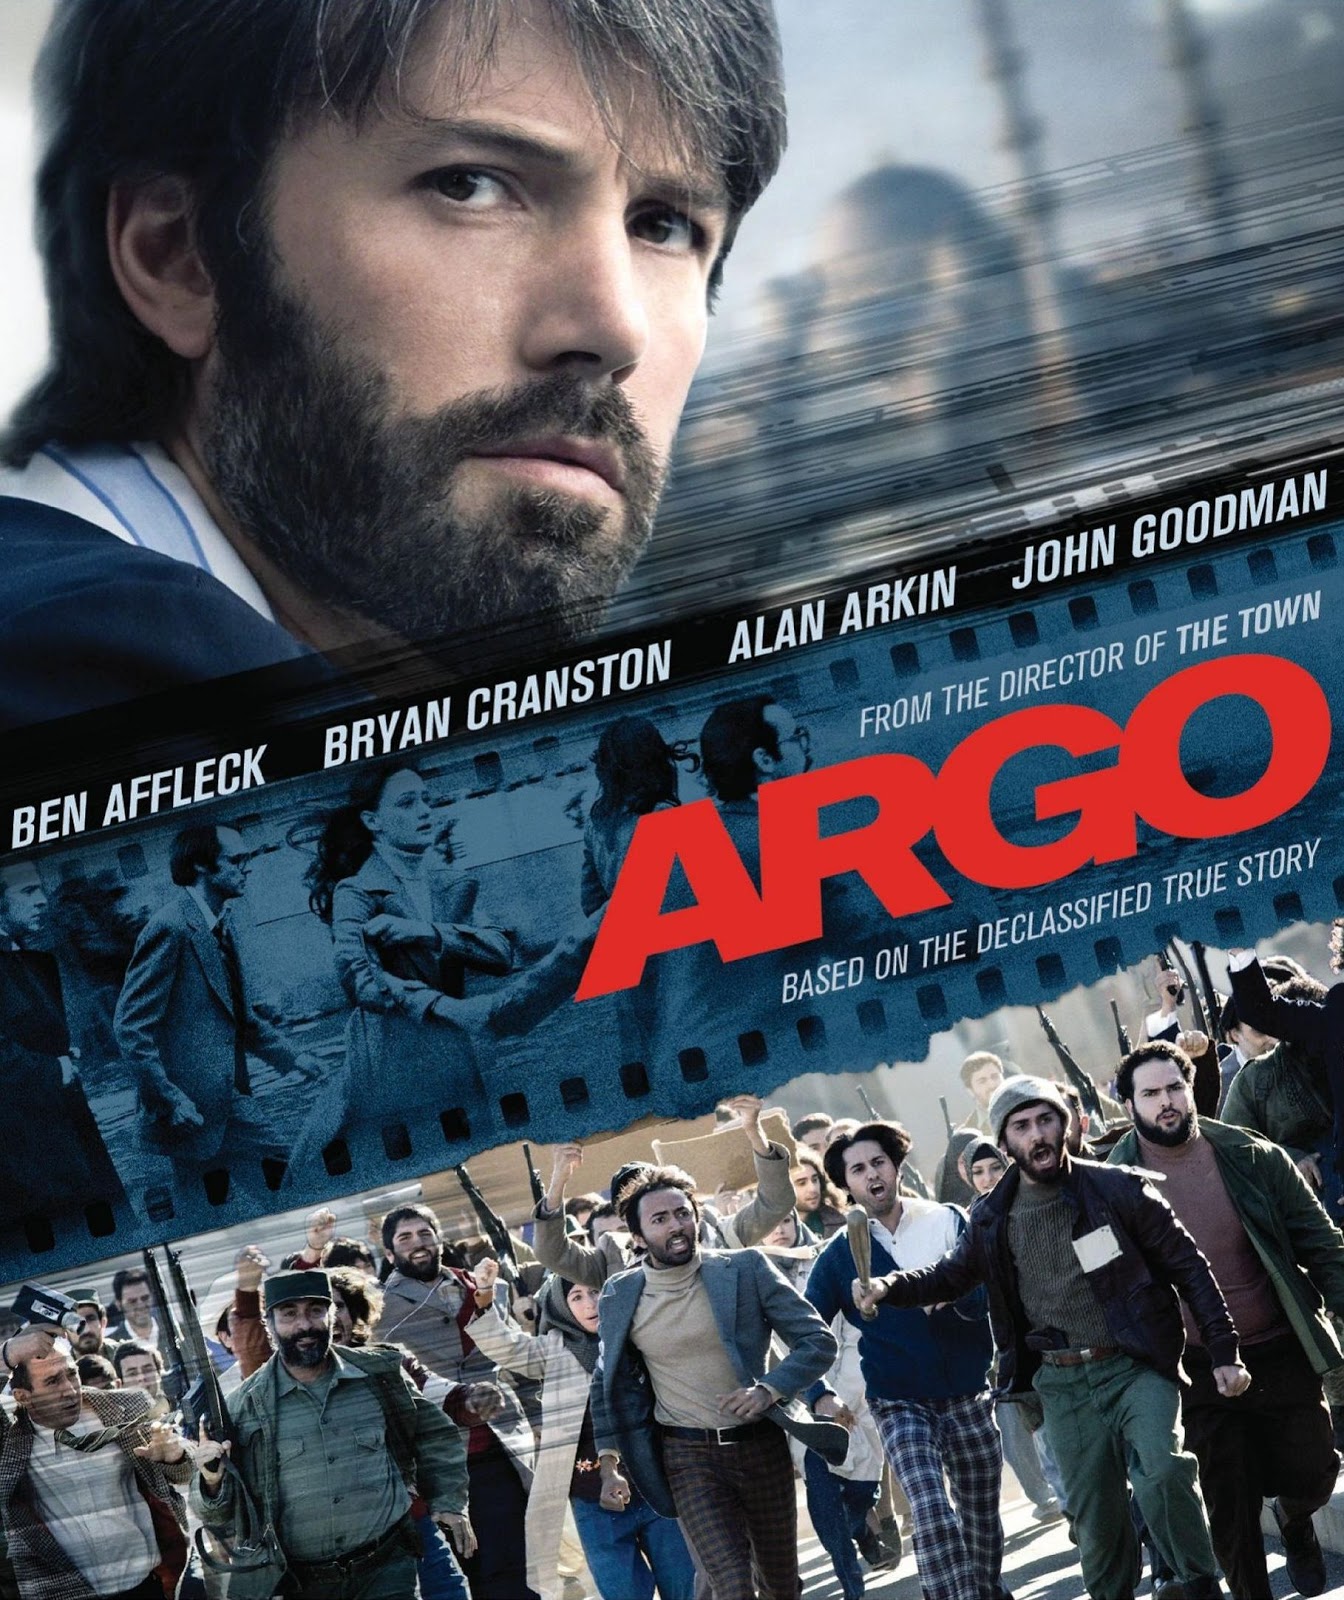 BEN AFFLECK BRYAN CRANSTON ALAN ARKIN JOHN GOODMAN
FROM THE DIRECTOR OF THE TOWN
ARGO
BASED ON THE DECLASSIFIED TRUE STORY